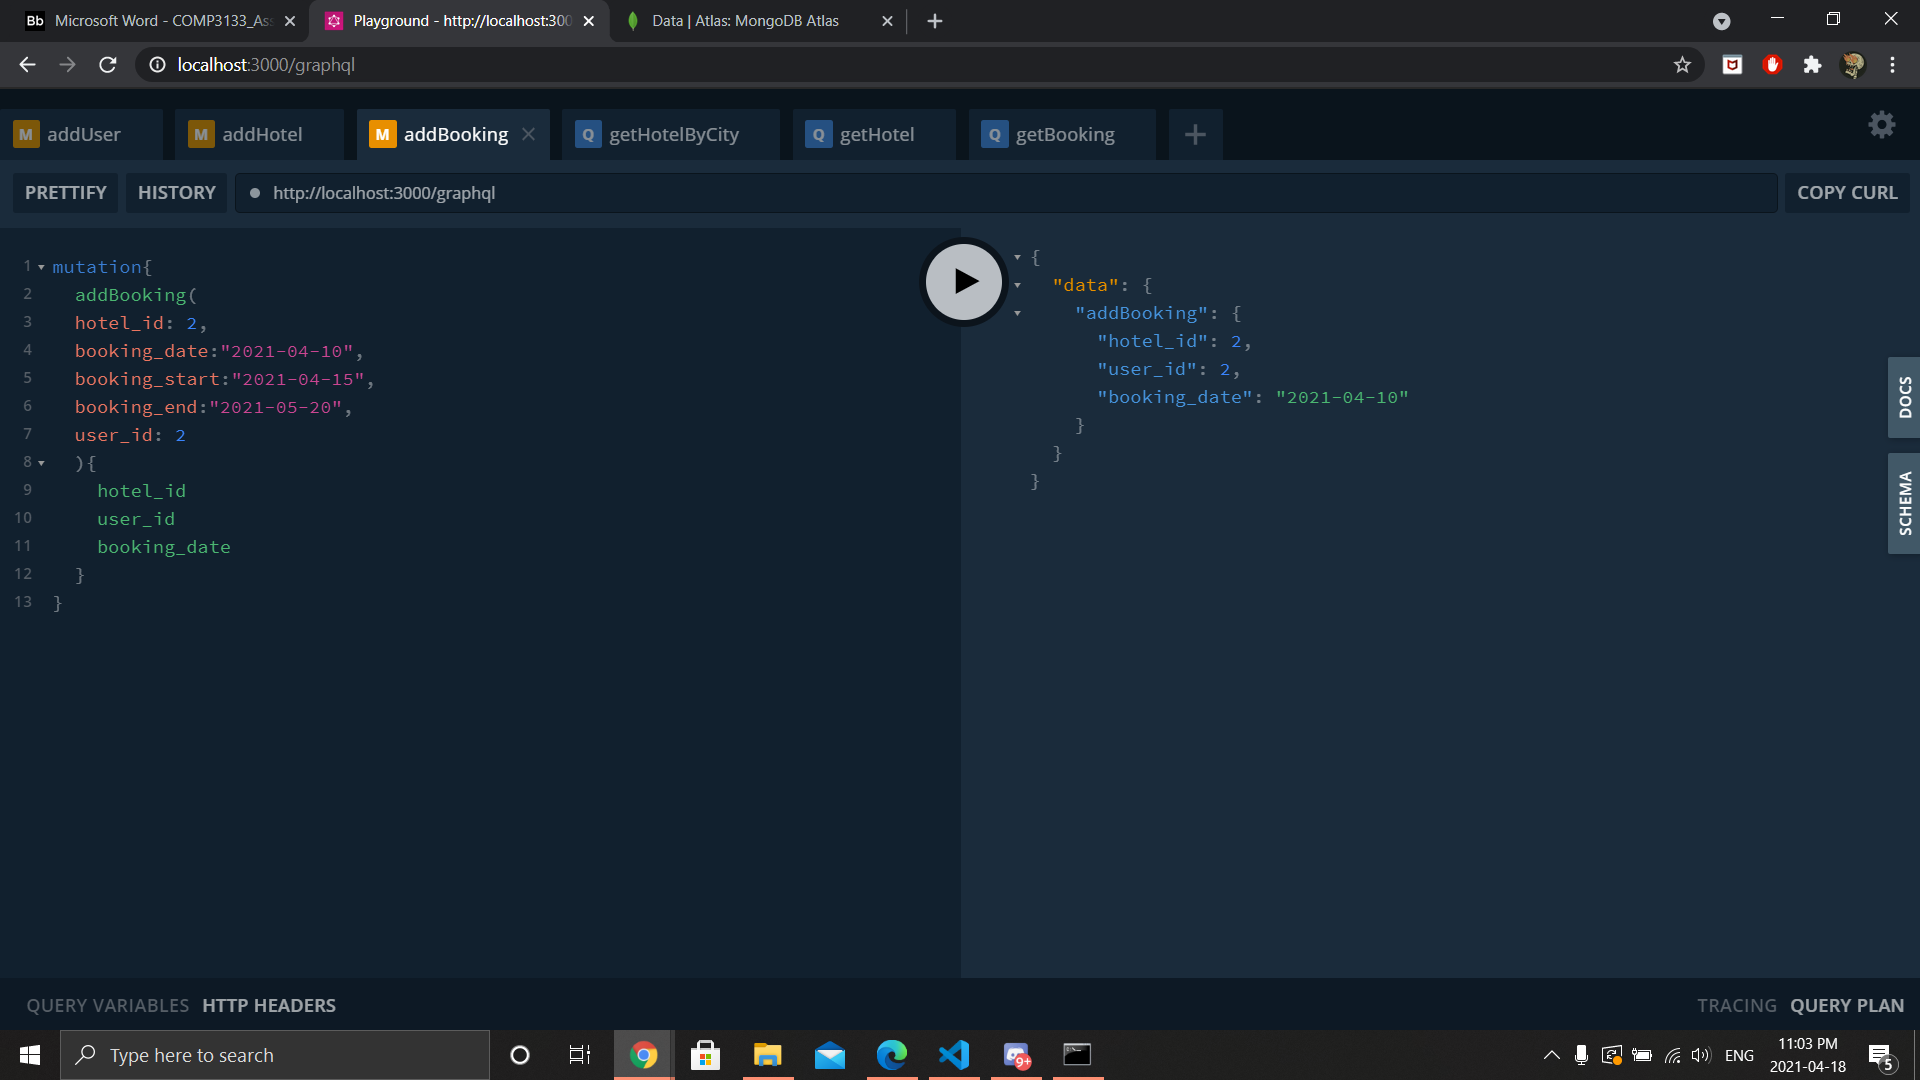 Bb Microsoft Word - COMP3133_Ass
Playground - http://localhost:300
Data | Atlas: MongoDB Atlas
localhost:3000/graphql
M addUser
M addHotel
M addBooking
Q getHotelByCity
Q getHotel
Q getBooking
PRETTIFY
HISTORY
http://localhost:3000/graphql
COPY CURL
1 mutation{
2 addBooking(
3 hotel_id: 2,
4 booking_date:"2021-04-10",
5 booking_start:"2021-04-15",
6 booking_end:"2021-05-20",
7 user_id: 2
8 ){
9 hotel_id
10 user_id
11 booking_date
12 }
13 }
{
"data": {
"addBooking": {
"hotel_id": 2,
"user_id": 2,
"booking_date": "2021-04-10"
}
}
}
DOCS
SCHEMA
QUERY VARIABLES HTTP HEADERS
TRACING QUERY PLAN
Type here to search
9+
ENG
11:03 PM
2021-04-18
5